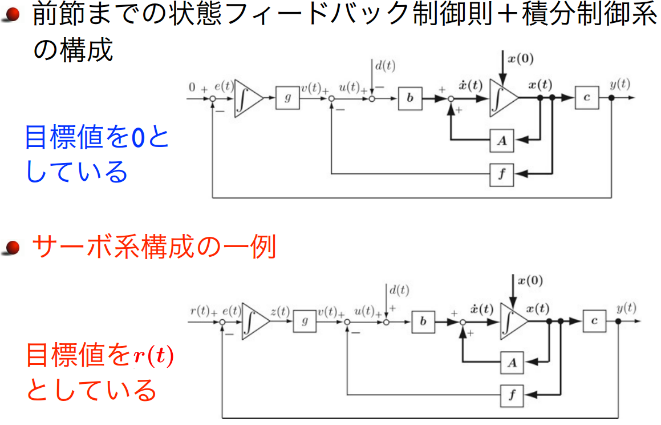 前節までの状態フィードバック制御則＋積分制御系
の構成
目標値を0と
している
0 + e(t) − ∫ g v(t) + − u(t) + − d(t) b + + ẋ(t) ∫ x(0) x(t) c y(t)
A
f
サーボ系構成の一例
目標値をr(t)
としている
r(t) + e(t) − ∫ z(t) g v(t) + − u(t) + + d(t) b + + ẋ(t) ∫ x(0) x(t) c y(t)
A
f